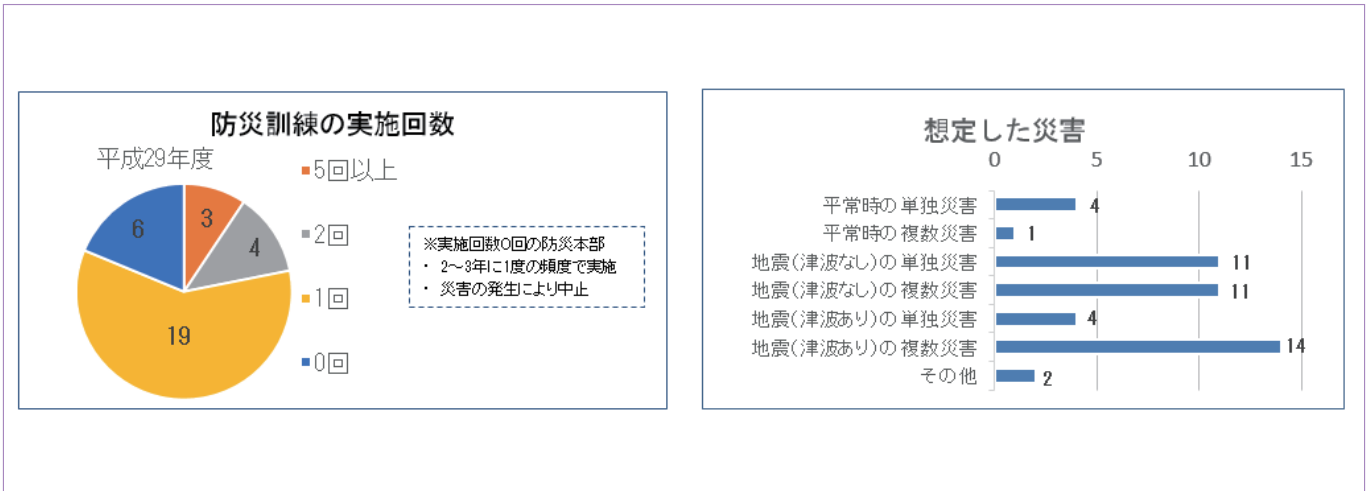 防災訓練の実施回数
平成29年度
3
4
19
6
▪5回以上
▪2回
▪1回
▪0回
※実施回数0回の防災本部
・ 2～3年に1度の頻度で実施
・ 災害の発生により中止
想定した災害
0 5 10 15
平常時の単独災害 4
平常時の複数災害 1
地震(津波なし)の単独災害 11
地震(津波なし)の複数災害 11
地震(津波あり)の単独災害 4
地震(津波あり)の複数災害 14
その他 2